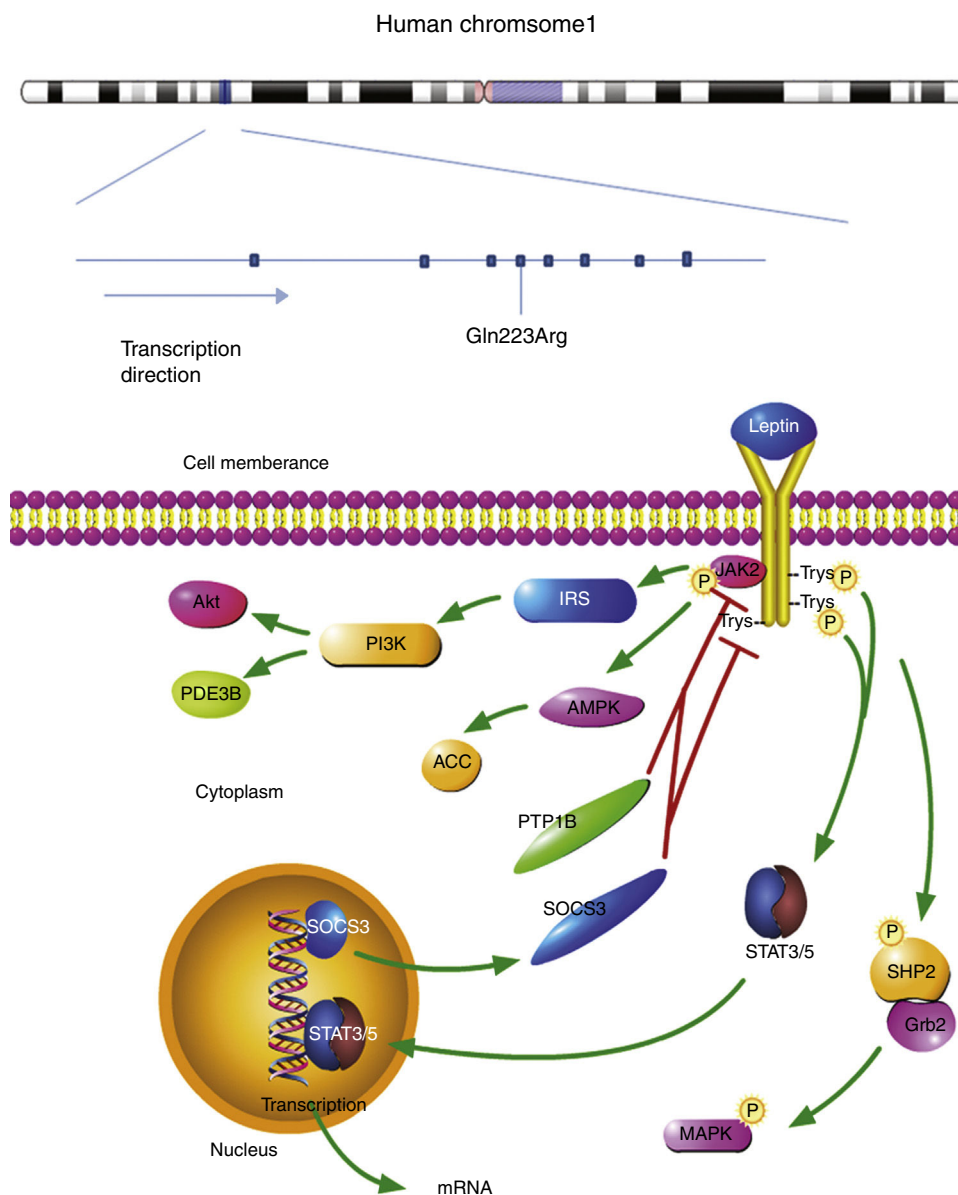 Human chromsome1
Gln223Arg
Transcription
direction
Leptin
Cell memberance
P
JAK2
Trys
P
Akt
IRS
Trys
Trys
P
PI3K
PDE3B
AMPK
ACC
Cytoplasm
PTP1B
SOCS3
SOCS3
P
STAT3/5
SHP2
Grb2
STAT3/5
Transcription
P
MAPK
Nucleus
mRNA